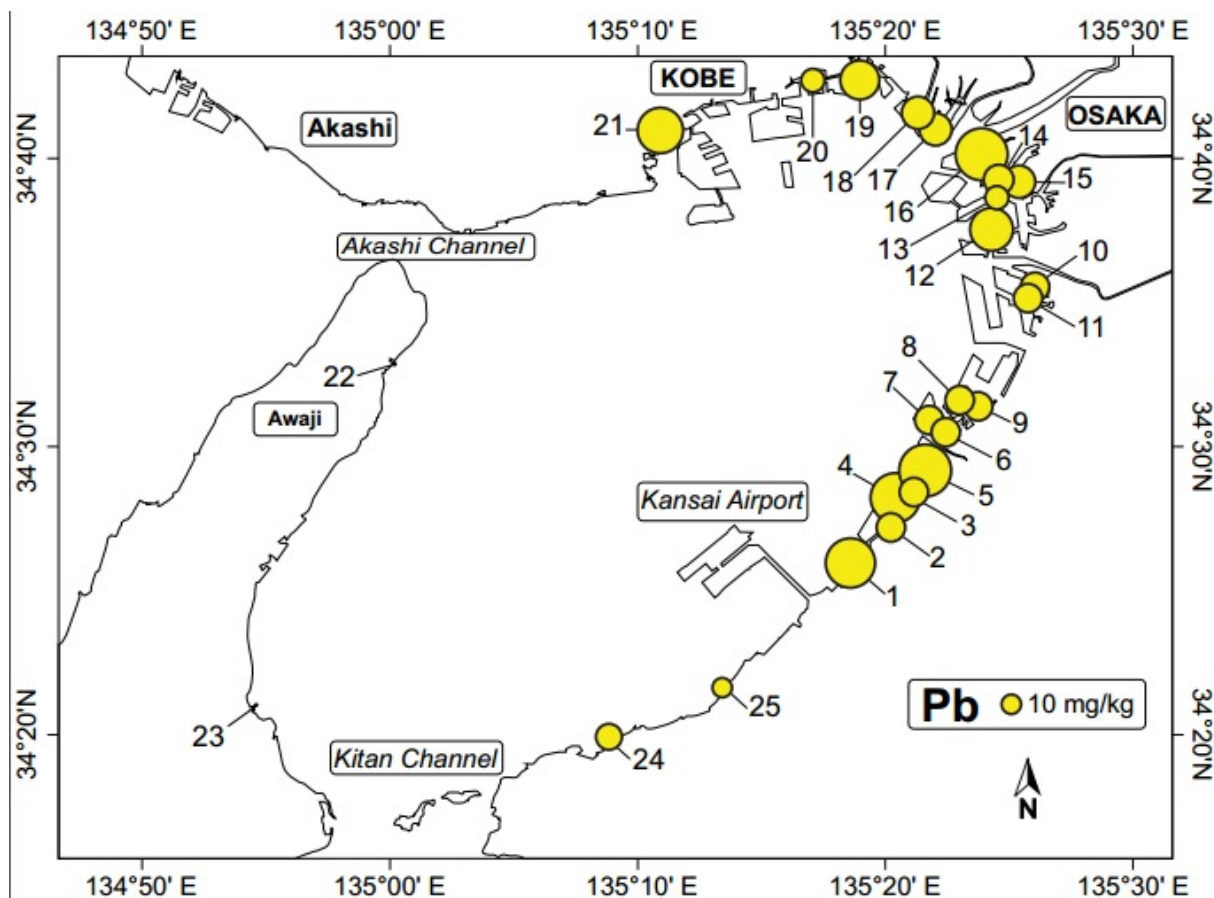 134°50' E 135°00' E 135°10' E 135°20' E 135°30' E
KOBE
OSAKA
Akashi
21
20
19
18
17
14
34°40'N
34°40'N
16
15
13
12
Akashi Channel
10
11
22
8
7
Awaji
9
34°30'N
34°30'N
6
4
Kansai Airport
5
3
2
1
Pb 10 mg/kg
25
23
34°20'N
34°20'N
Kitan Channel
24
N
134°50' E 135°00' E 135°10' E 135°20' E 135°30' E